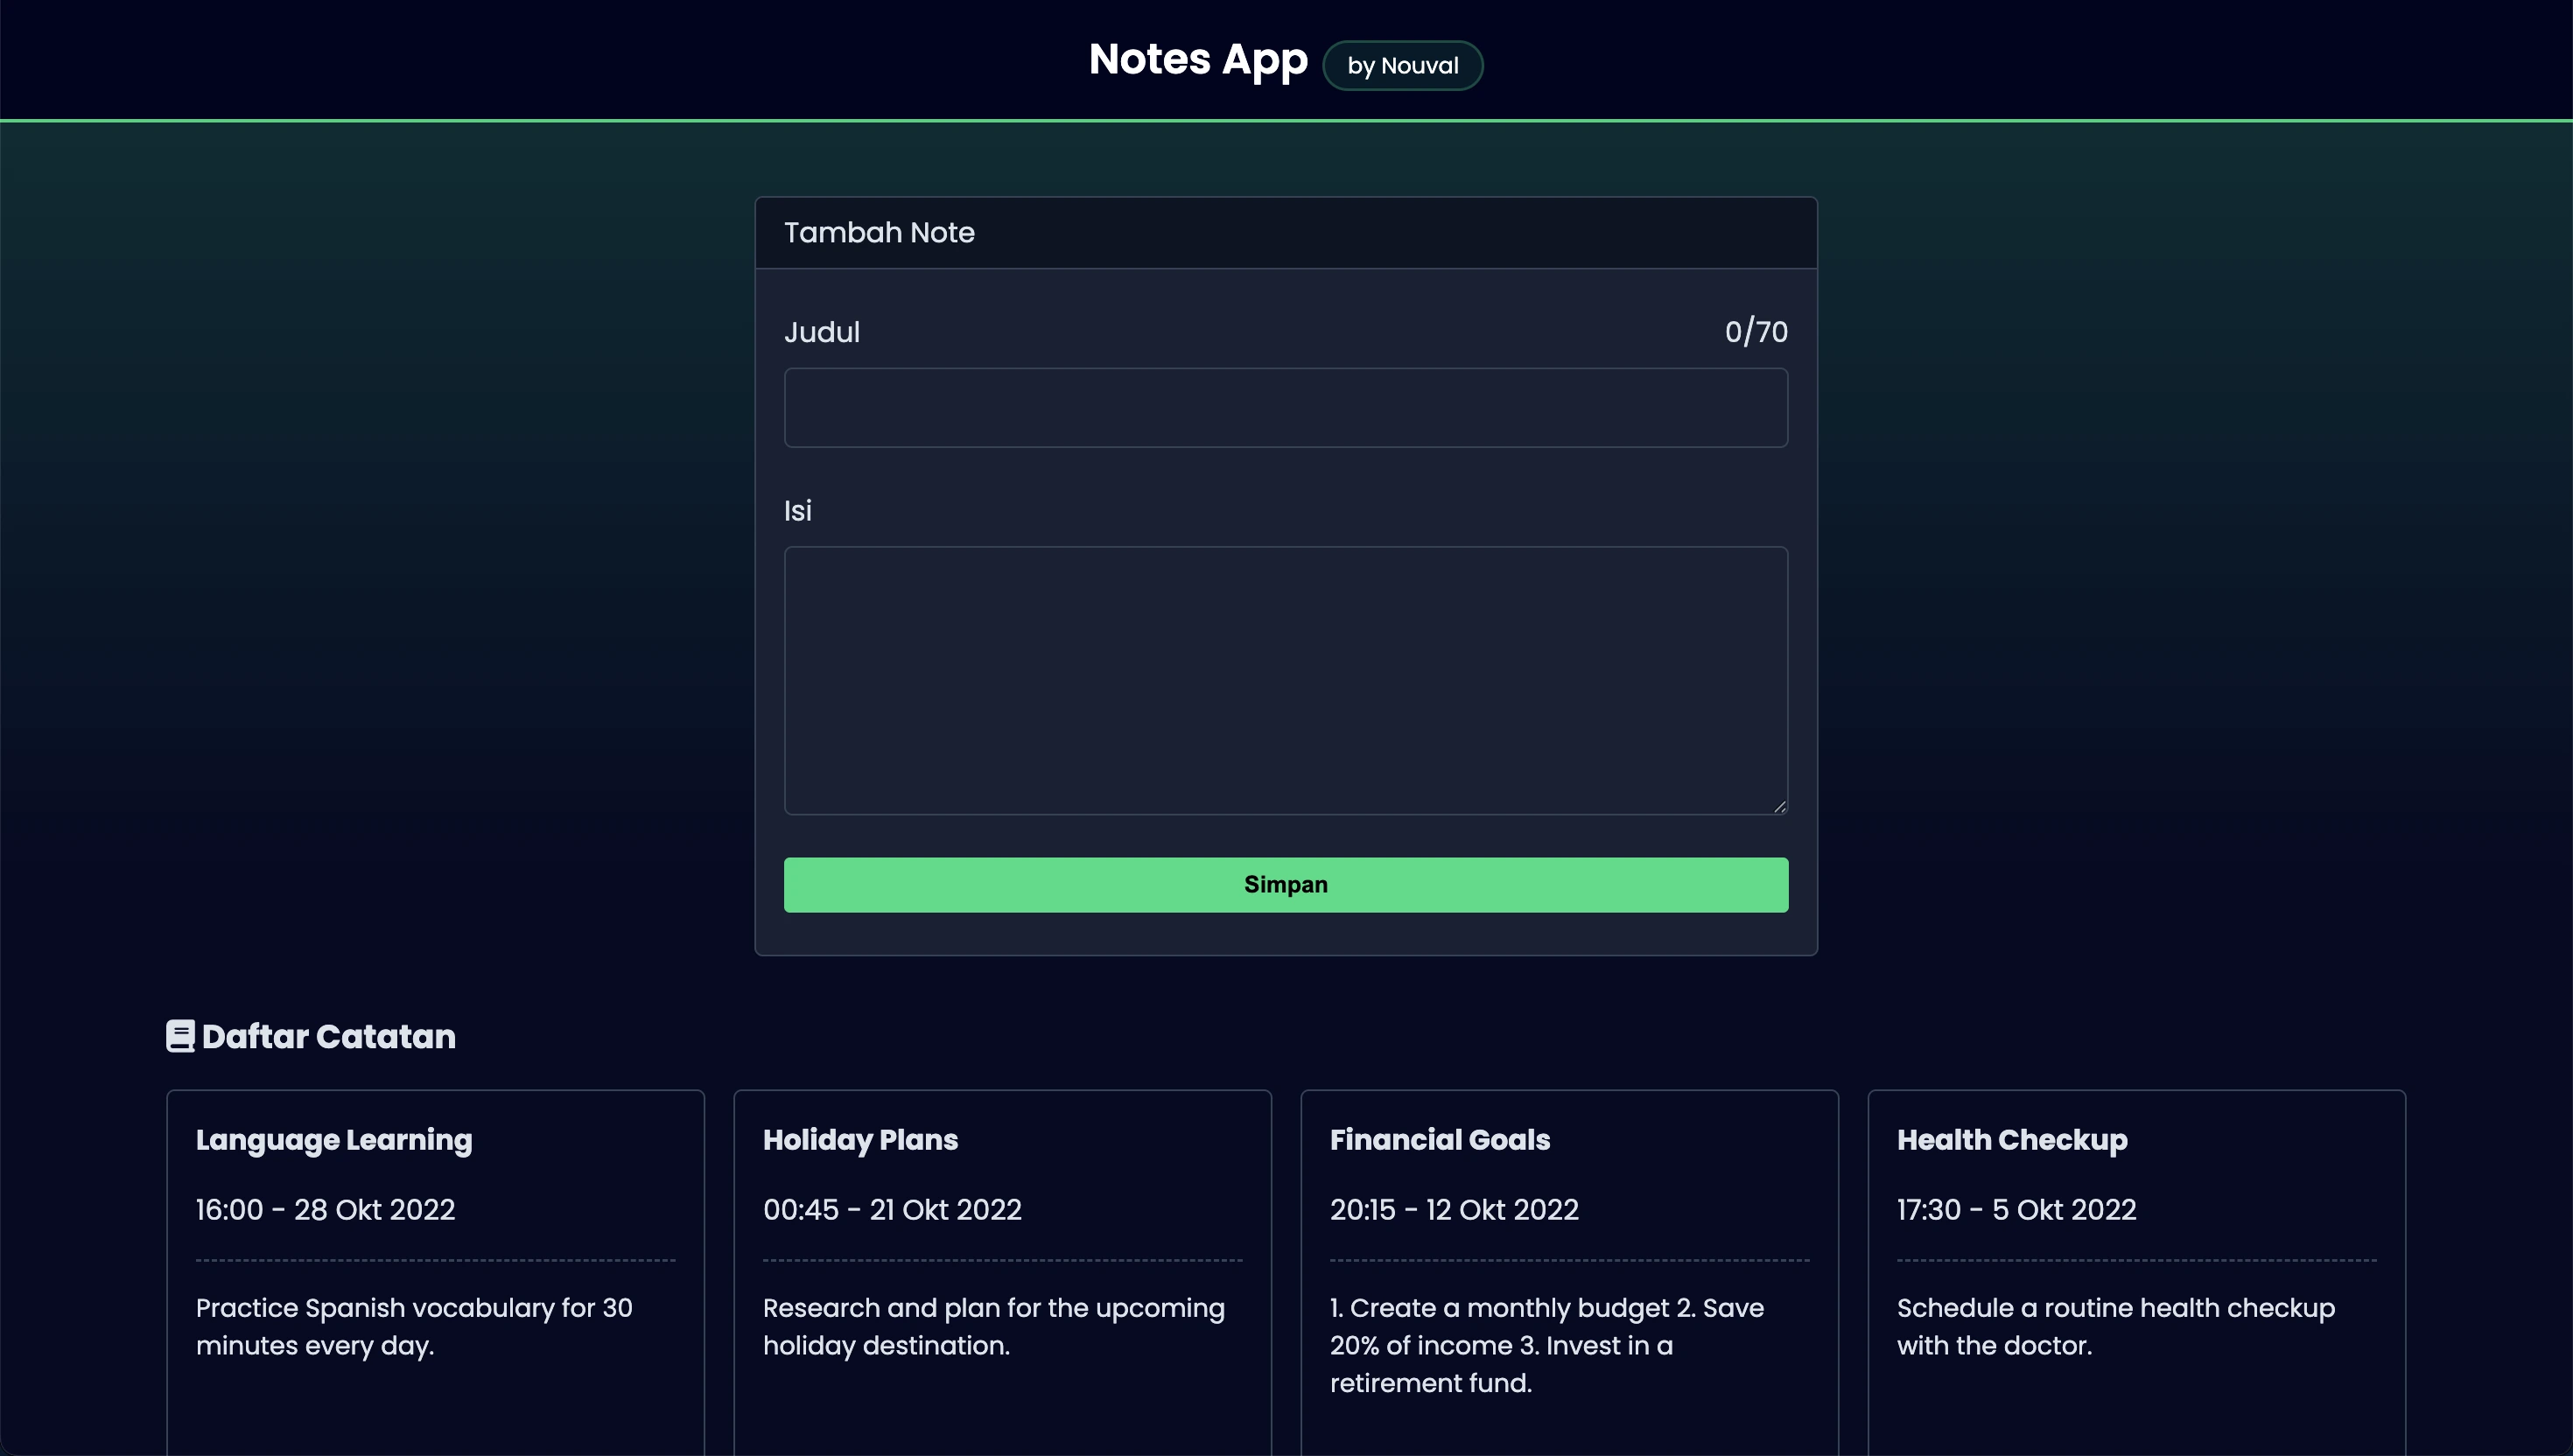 Notes App by Nouval
Tambah Note
Judul 0/70
Isi
Simpan
Daftar Catatan
Language Learning
16:00 - 28 Okt 2022
Practice Spanish vocabulary for 30
minutes every day.
Holiday Plans
00:45 - 21 Okt 2022
Research and plan for the upcoming
holiday destination.
Financial Goals
20:15 - 12 Okt 2022
1. Create a monthly budget 2. Save
20% of income 3. Invest in a
retirement fund.
Health Checkup
17:30 - 5 Okt 2022
Schedule a routine health checkup
with the doctor.